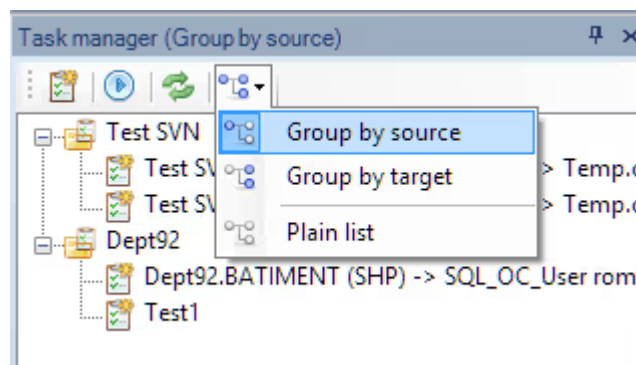 Task manager (Group by source)
Test SVN
Group by source
Test SV > Temp.
Group by target
Test SV > Temp.
Plain list
Dept92
Dept92.BATIMENT (SHP) -> SQL_OC_User rom
Test1